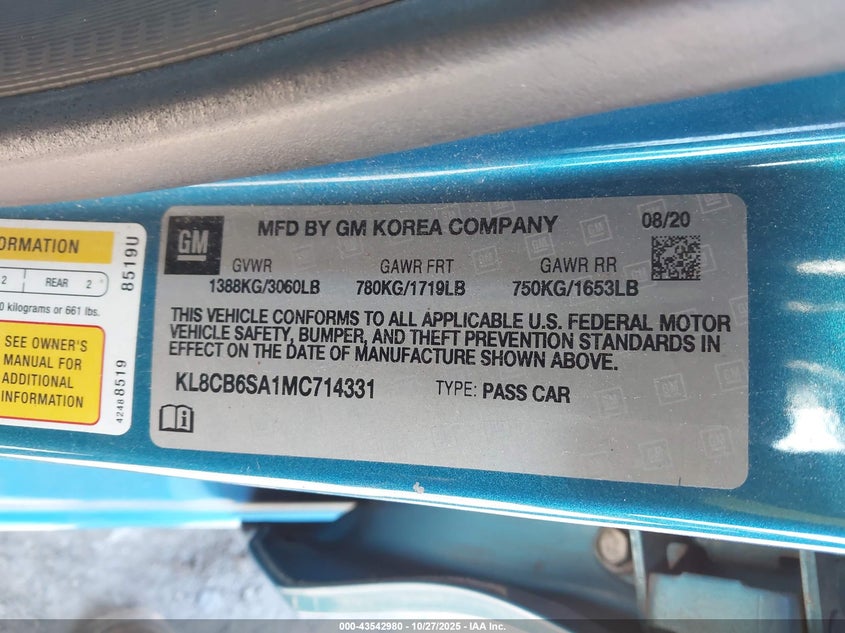 ORMATION
2 REAR 2
0 kilograms or 661 lbs.
SEE OWNER'S
MANUAL FOR
ADDITIONAL
INFORMATION
8519U
42488519
GM
MFD BY GM KOREA COMPANY
08/20
GVWR GAWR FRT GAWR RR
1388KG/3060LB 780KG/1719LB 750KG/1653LB
THIS VEHICLE CONFORMS TO ALL APPLICABLE U.S. FEDERAL MOTOR
VEHICLE SAFETY, BUMPER, AND THEFT PREVENTION STANDARDS IN
EFFECT ON THE DATE OF MANUFACTURE SHOWN ABOVE.
KL8CB6SA1MC714331 TYPE: PASS CAR
000-43542980 | 10/27/2025 | IAA Inc.